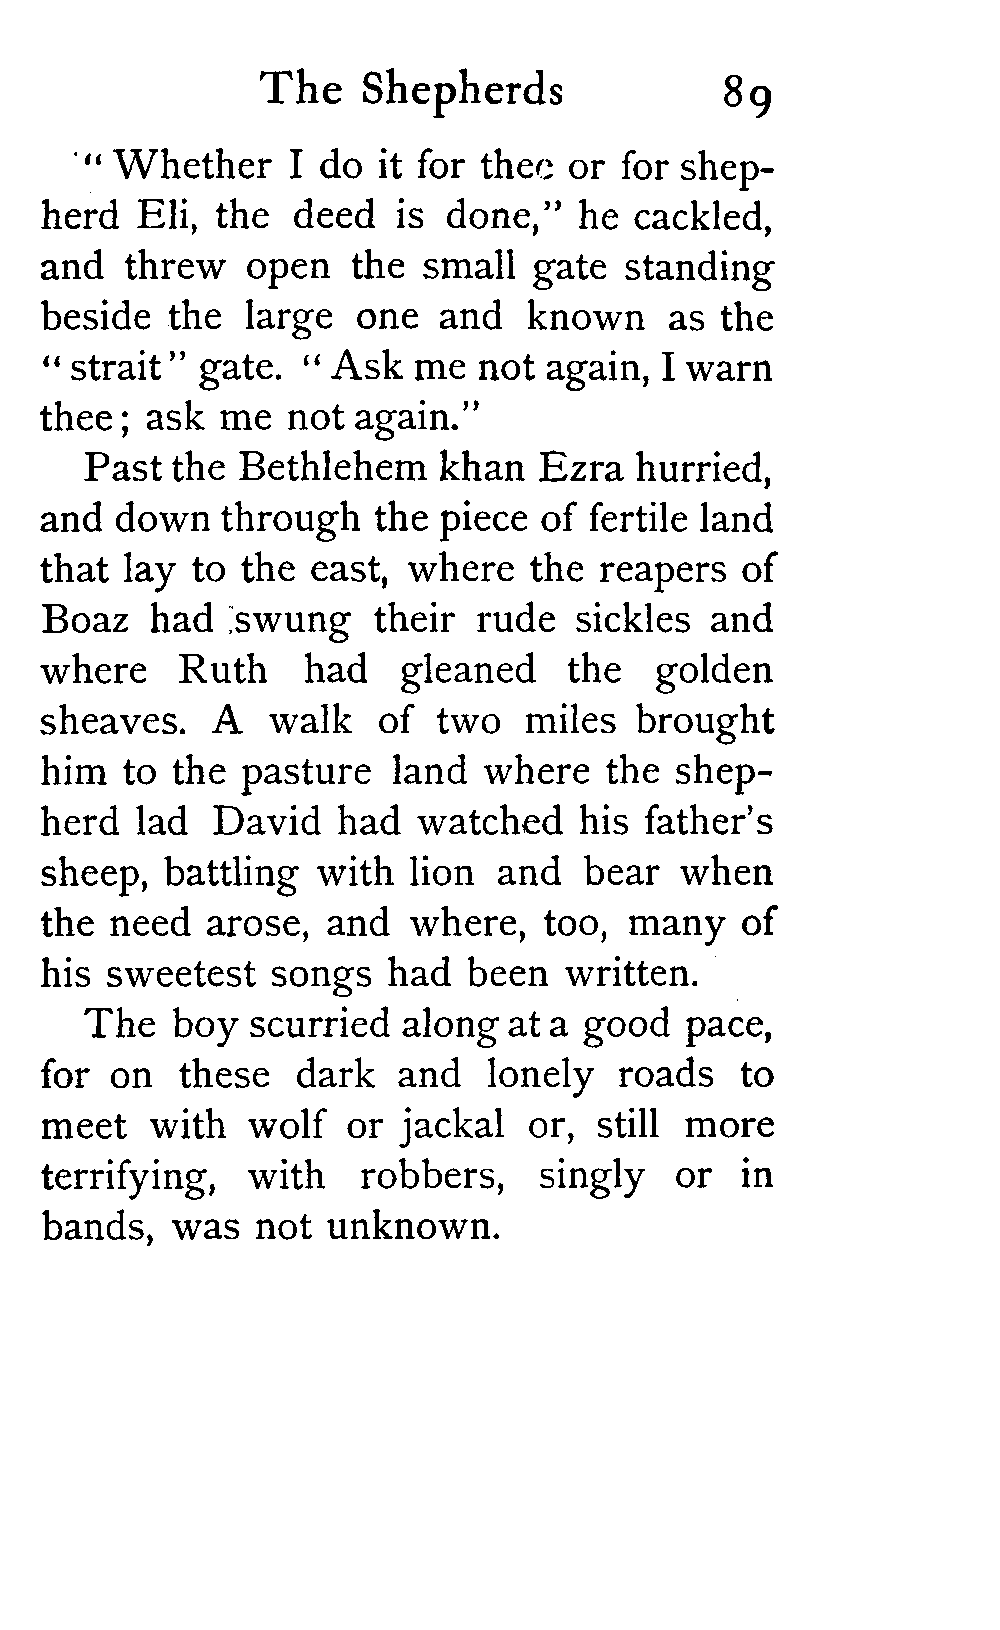 The Shepherds 89
" Whether I do it for thee or for shep-
herd Eli, the deed is done," he cackled,
and threw open the small gate standing
beside the large one and known as the
" strait" gate. " Ask me not again, I warn
thee; ask me not again."
Past the Bethlehem khan Ezra hurried,
and down through the piece of fertile land
that lay to the east, where the reapers of
Boaz had swung their rude sickles and
where Ruth had gleaned the golden
sheaves. A walk of two miles brought
him to the pasture land where the shep-
herd lad David had watched his father's
sheep, battling with lion and bear when
the need arose, and where, too, many of
his sweetest songs had been written.
The boy scurried along at a good pace,
for on these dark and lonely roads to
meet with wolf or jackal or, still more
terrifying, with robbers, singly or in
bands, was not unknown.